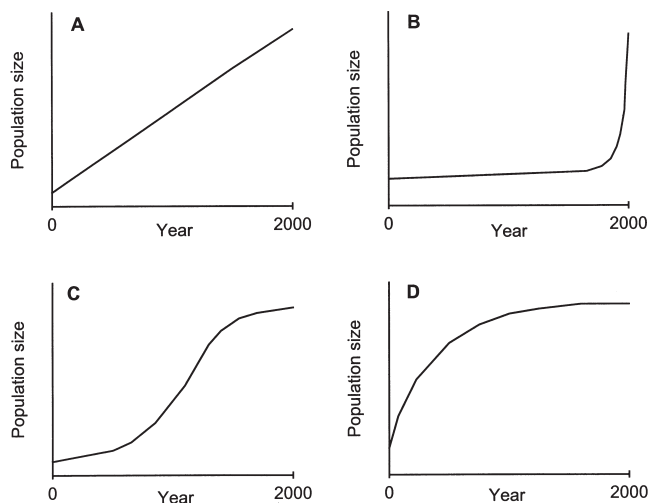 A
Population size
0
Year
2000
B
Population size
0
Year
2000
C
Population size
0
Year
2000
D
Population size
0
Year
2000